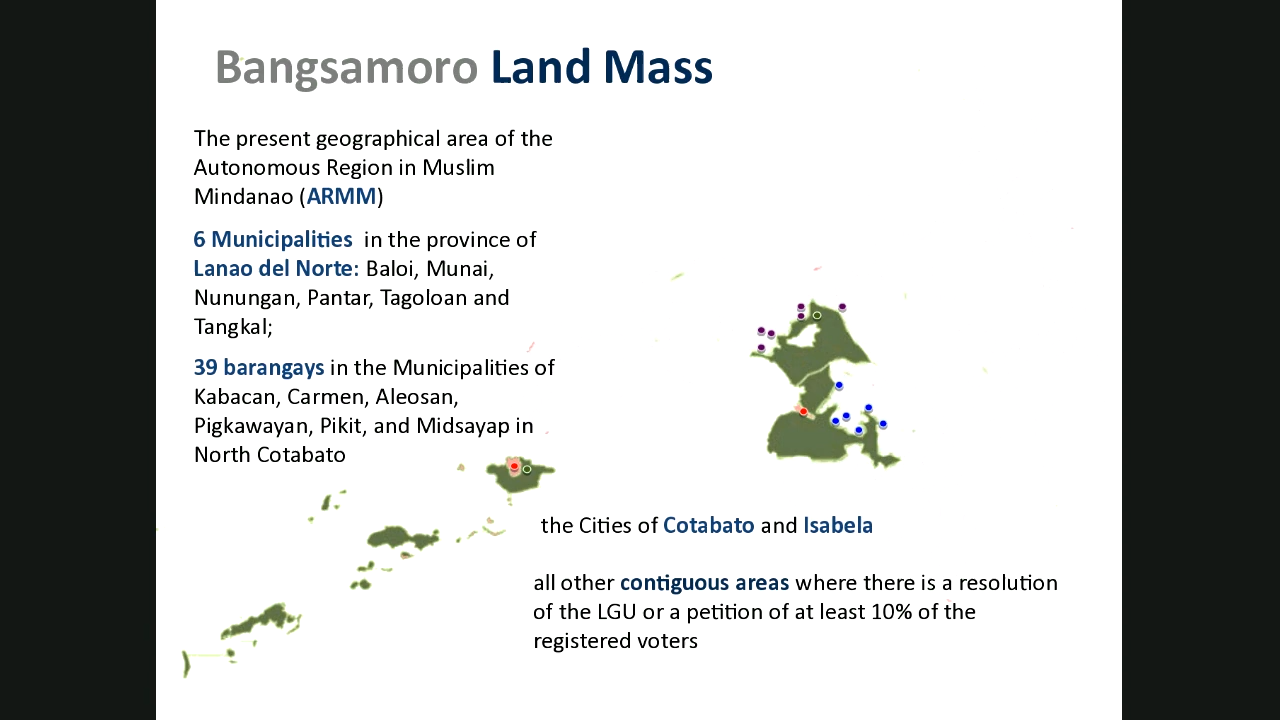 Bangsamoro Land Mass
The present geographical area of the
Autonomous Region in Muslim
Mindanao (ARMM)
6 Municipalities in the province of
Lanao del Norte: Baloi, Munai,
Nunungan, Pantar, Tagoloan and
Tangkal;
39 barangays in the Municipalities of
Kabacan, Carmen, Aleosan,
Pigkawayan, Pikit, and Midsayap in
North Cotabato
the Cities of Cotabato and Isabela
all other contiguous areas where there is a resolution
of the LGU or a petition of at least 10% of the
registered voters